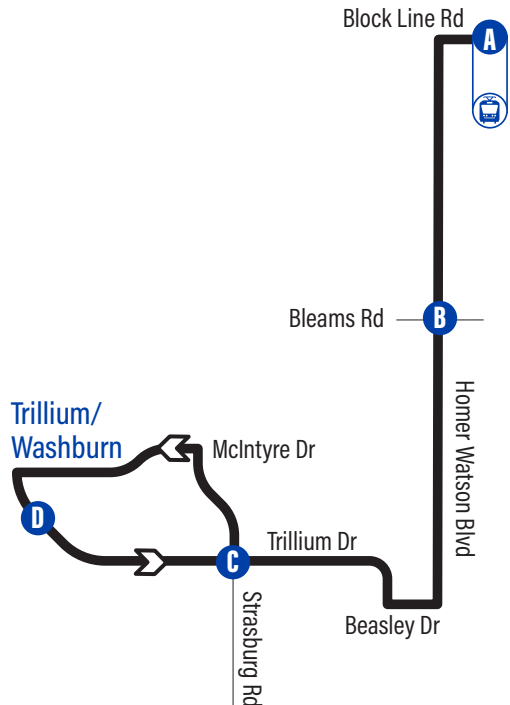 Block Line Rd
A
Bleams Rd
B
Homer Watson Blvd
Trillium/
Washburn
McIntyre Dr
D
Trillium Dr
C
Strasburg Rd
Beasley Dr